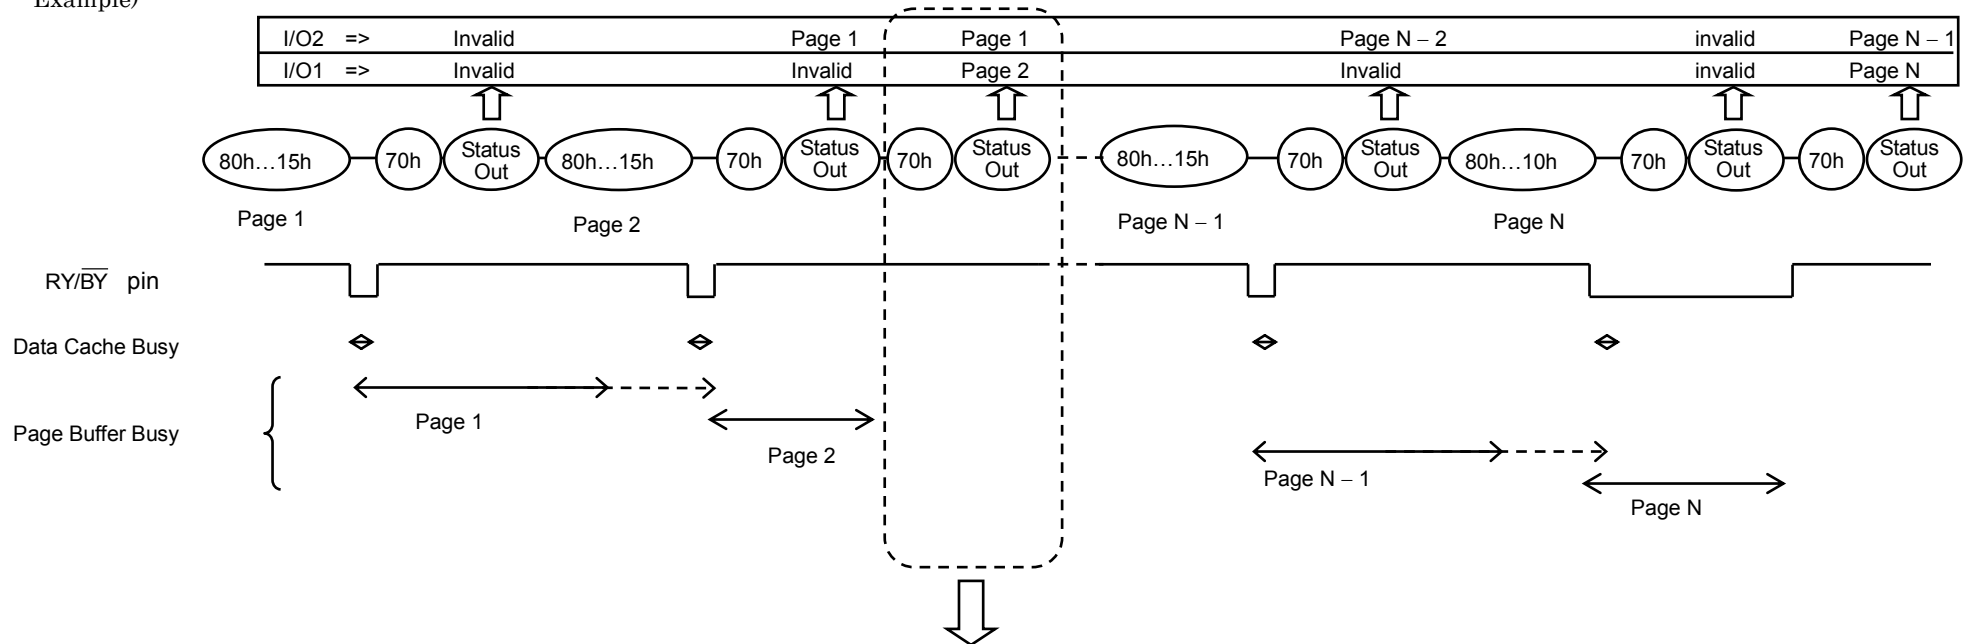 Example)
I/O2 => Invalid Page 1 Page 1 Page N – 2 invalid Page N – 1
I/O1 => Invalid Invalid Page 2 Invalid invalid Page N
80h…15h 70h Status Out 80h…15h 70h Status Out 70h Status Out 80h…15h 70h Status Out 80h…10h 70h Status Out 70h Status Out
Page 1 Page 2 Page N – 1 Page N
RY/B̅Y̅ pin
Data Cache Busy
Page 1
Page Buffer Busy
Page 2
Page N – 1
Page N